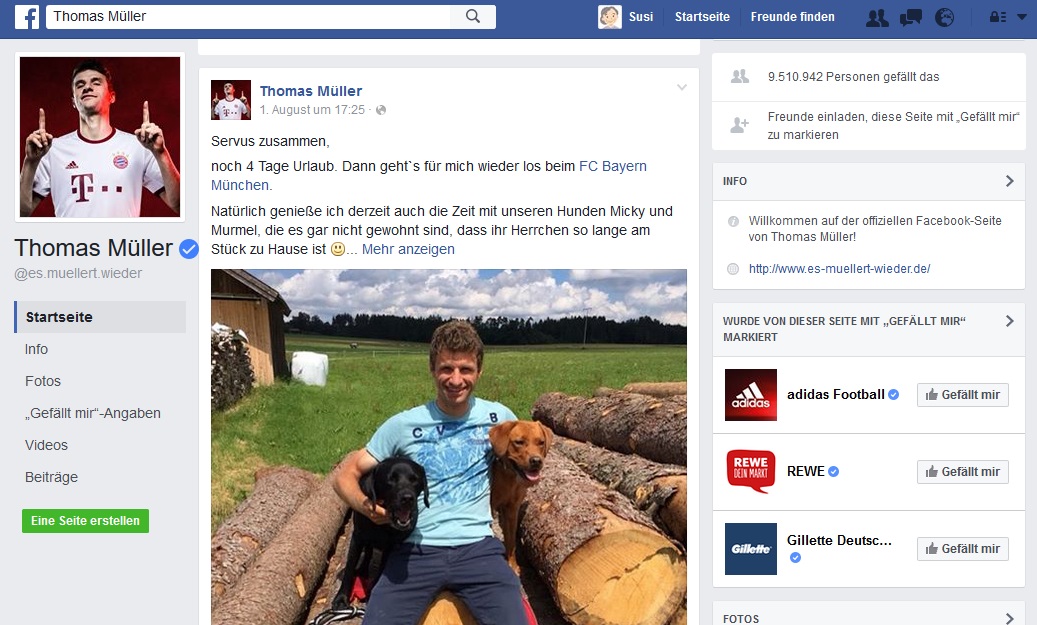 Thomas Müller
Susi
Startseite
Freunde finden
Thomas Müller
@es.muellert.wieder
Startseite
Info
Fotos
„Gefällt mir“-Angaben
Videos
Beiträge
Eine Seite erstellen
Thomas Müller
1. August um 17:25 ·
Servus zusammen,
noch 4 Tage Urlaub. Dann geht`s für mich wieder los beim FC Bayern
München.
Natürlich genieße ich derzeit auch die Zeit mit unseren Hunden Micky und
Murmel, die es gar nicht gewohnt sind, dass ihr Herrchen so lange am
Stück zu Hause ist 😃... Mehr anzeigen
C V B
9.510.942 Personen gefällt das
Freunde einladen, diese Seite mit „Gefällt mir“
zu markieren
INFO
Willkommen auf der offiziellen Facebook-Seite
von Thomas Müller!
http://www.es-muellert-wieder.de/
WURDE VON DIESER SEITE MIT „GEFÄLLT MIR“
MARKIERT
adidas
adidas Football
Gefällt mir
REWE
DEIN MARKT
REWE
Gefällt mir
Gillette
Gillette Deutsc...
Gefällt mir
FOTOS